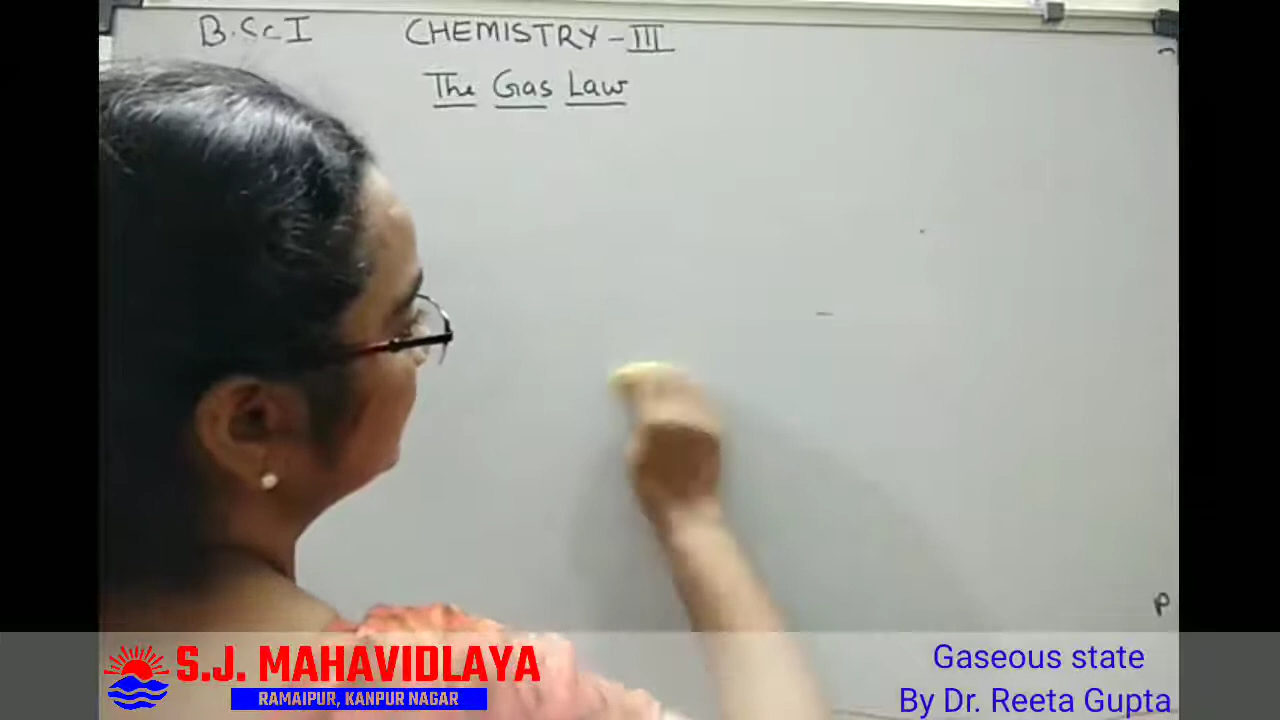 B.Sc I CHEMISTRY - III
The Gas Law
P
S.J. MAHAVIDLAYA
RAMAIPUR, KANPUR NAGAR
Gaseous state
By Dr. Reeta Gupta